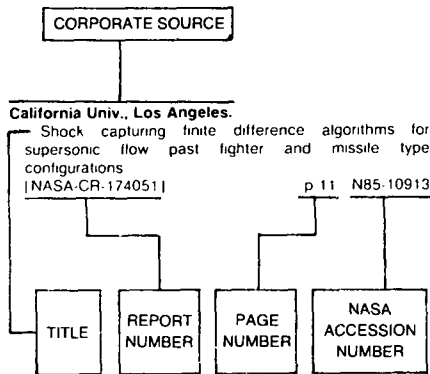 CORPORATE SOURCE
California Univ., Los Angeles.
Shock capturing finite difference algorithms for
supersonic flow past fighter and missile type
configurations
[NASA-CR-174051] p 11 N85-10913
TITLE
REPORT
NUMBER
PAGE
NUMBER
NASA
ACCESSION
NUMBER